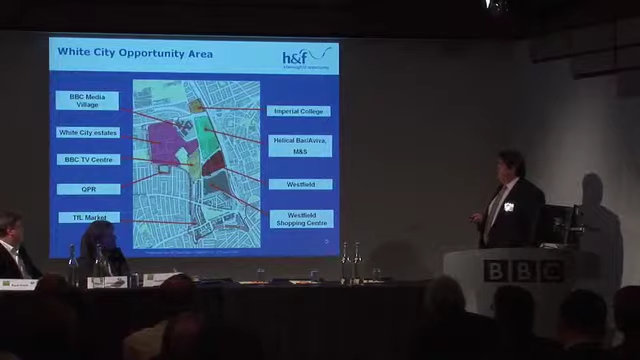 White City Opportunity Area
h&f
BBC Media
Village
White City estates
BBC TV Centre
QPR
TfL Market
Imperial College
Helical Bar/Aviva,
M&S
Westfield
Westfield
Shopping Centre
BBC